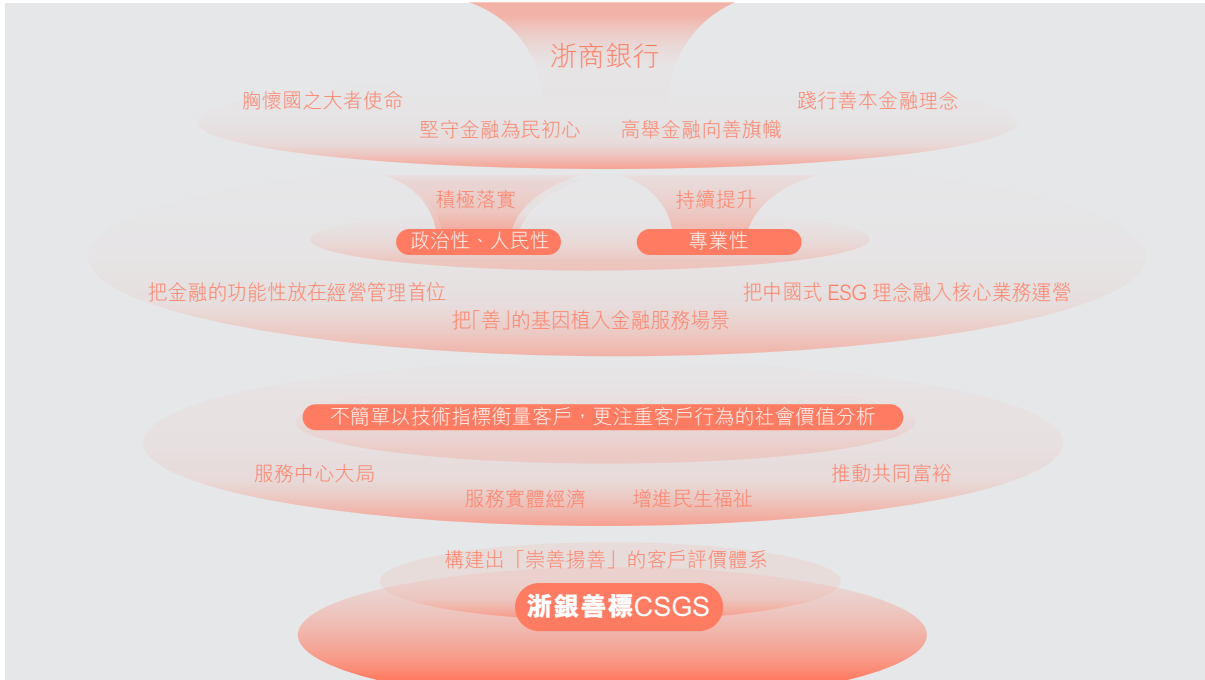 浙商銀行
胸懷國之大者使命
踐行善本金融理念
堅守金融為民初心
高舉金融向善旗幟
積極落實
持續提升
政治性、人民性
專業性
把金融的功能性放在經營管理首位
把中國式 ESG 理念融入核心業務運營
把「善」的基因植入金融服務場景
不簡單以技術指標衡量客戶，更注重客戶行為的社會價值分析
服務中心大局
推動共同富裕
服務實體經濟
增進民生福祉
構建出「崇善揚善」的客戶評價體系
浙銀善標CSGS